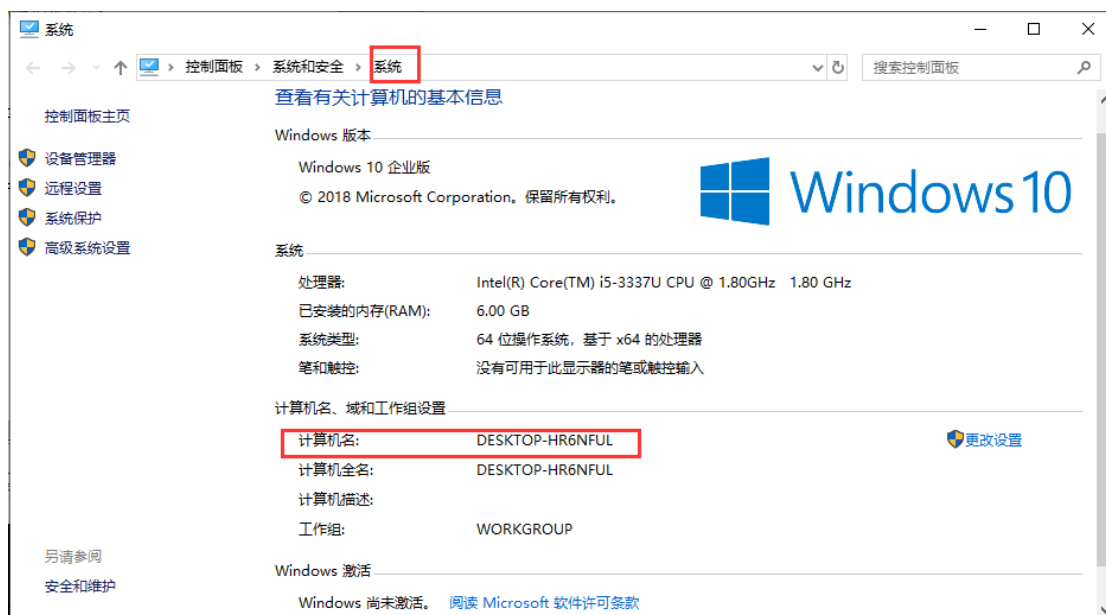 系统
控制面板 › 系统和安全 › 系统
搜索控制面板
控制面板主页
设备管理器
远程设置
系统保护
高级系统设置
另请参阅
安全和维护
查看有关计算机的基本信息
Windows 版本
Windows 10 企业版
© 2018 Microsoft Corporation。保留所有权利。
Windows 10
系统
处理器: Intel(R) Core(TM) i5-3337U CPU @ 1.80GHz 1.80 GHz
已安装的内存(RAM): 6.00 GB
系统类型: 64 位操作系统，基于 x64 的处理器
笔和触控: 没有可用于此显示器的笔或触控输入
计算机名、域和工作组设置
计算机名: DESKTOP-HR6NFUL 更改设置
计算机全名: DESKTOP-HR6NFUL
计算机描述:
工作组: WORKGROUP
Windows 激活
Windows 尚未激活。 阅读 Microsoft 软件许可条款